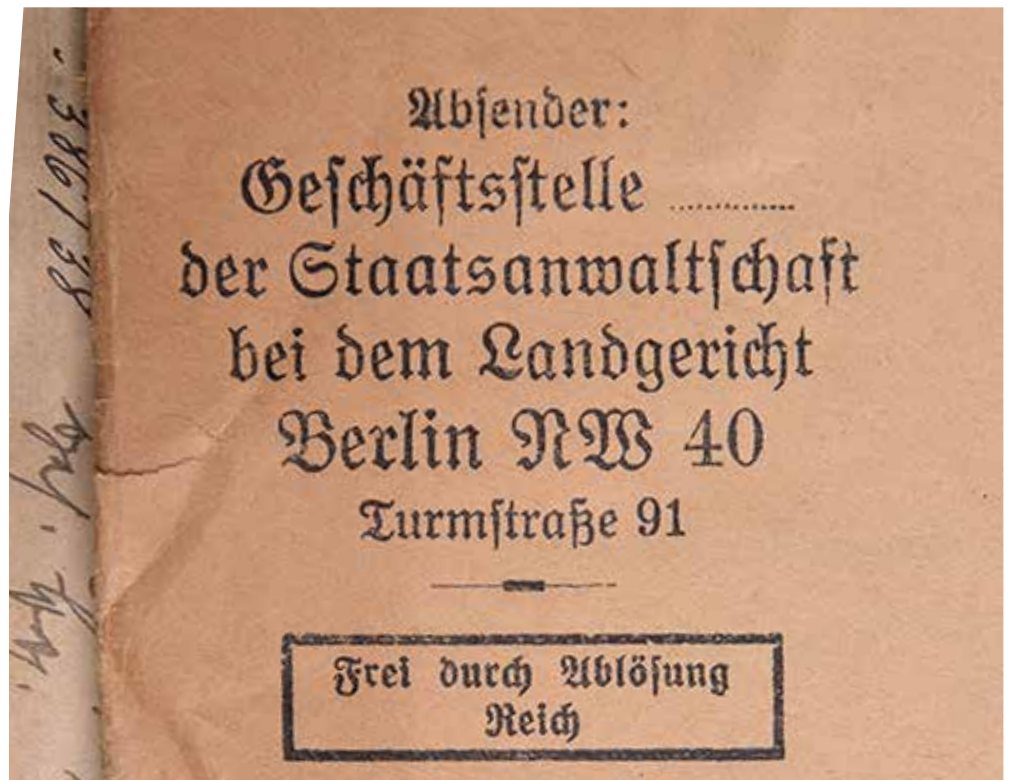 Absender:
Geschäftsstelle ............
der Staatsanwaltschaft
bei dem Landgericht
Berlin NW 40
Turmstraße 91
Frei durch Ablösung
Reich